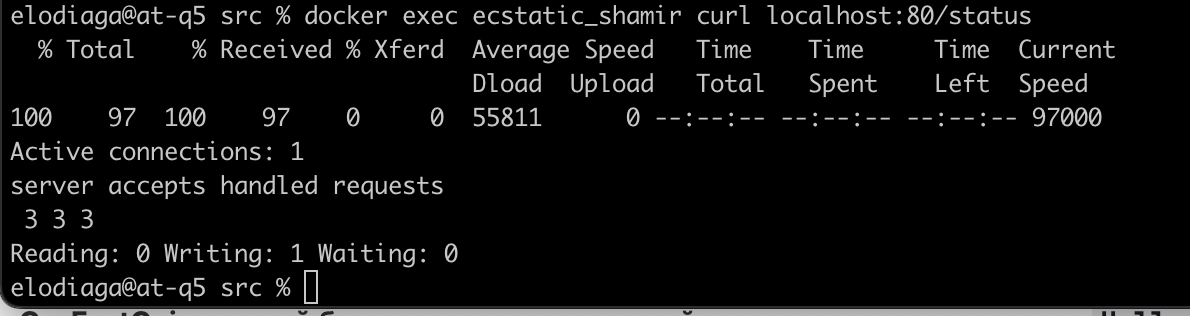 elodiaga@at-q5 src % docker exec ecstatic_shamir curl localhost:80/status
  % Total    % Received % Xferd  Average Speed   Time    Time     Time  Current
                                 Dload  Upload   Total   Spent    Left  Speed
100    97  100    97    0     0  55811      0 --:--:-- --:--:-- --:--:-- 97000
Active connections: 1
server accepts handled requests
 3 3 3
Reading: 0 Writing: 1 Waiting: 0
elodiaga@at-q5 src %